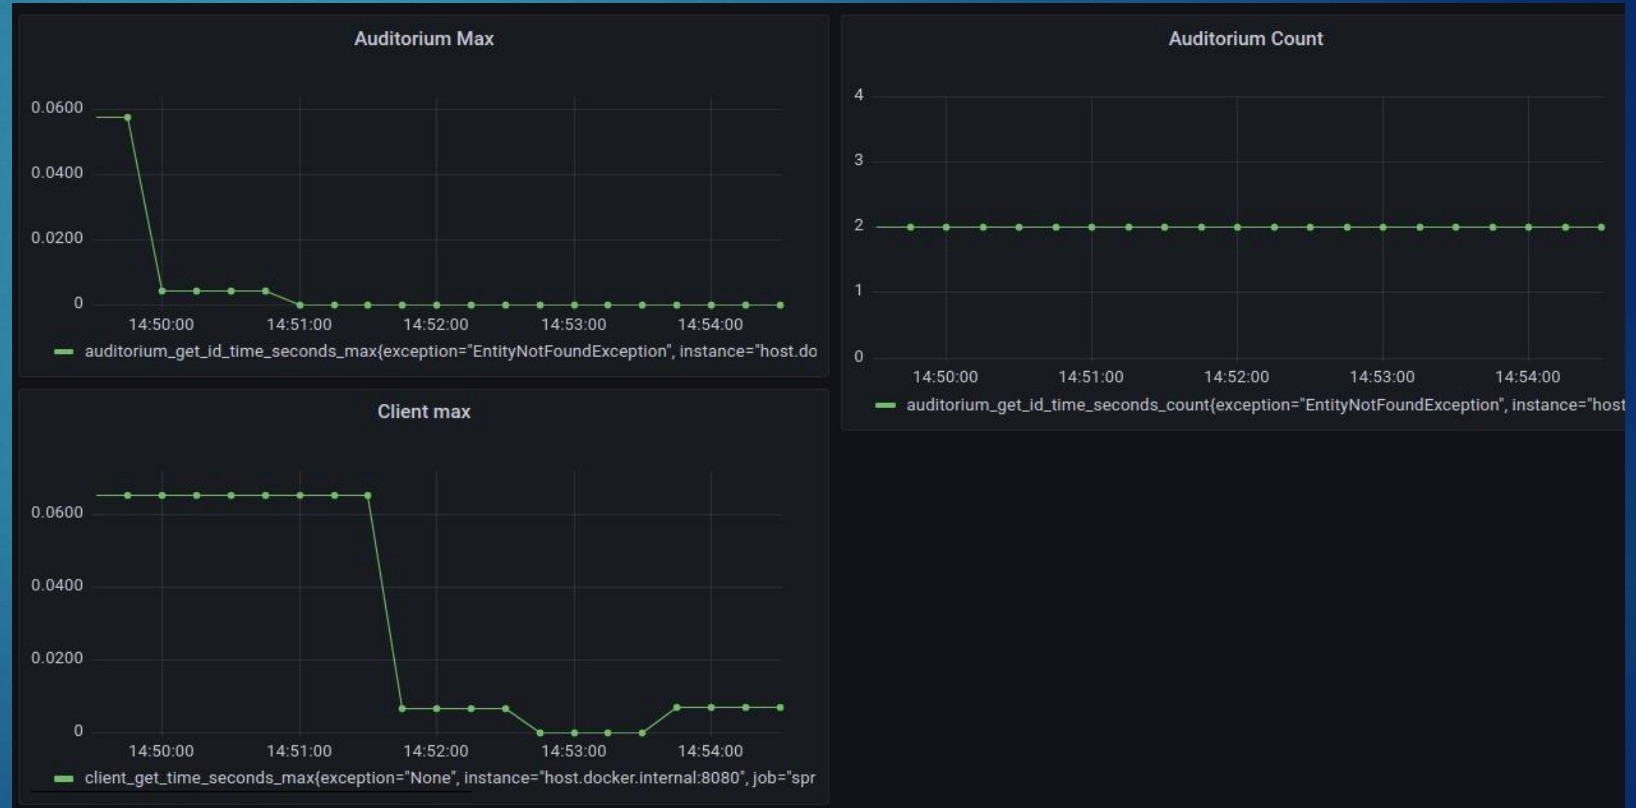 Auditorium Max
0.0600
0.0400
0.0200
0
14:50:00 14:51:00 14:52:00 14:53:00 14:54:00
auditorium_get_id_time_seconds_max{exception="EntityNotFoundException", instance="host.do
Auditorium Count
4
3
2
1
0
14:50:00 14:51:00 14:52:00 14:53:00 14:54:00
auditorium_get_id_time_seconds_count{exception="EntityNotFoundException", instance="host
Client max
0.0600
0.0400
0.0200
0
14:50:00 14:51:00 14:52:00 14:53:00 14:54:00
client_get_time_seconds_max{exception="None", instance="host.docker.internal:8080", job="spr